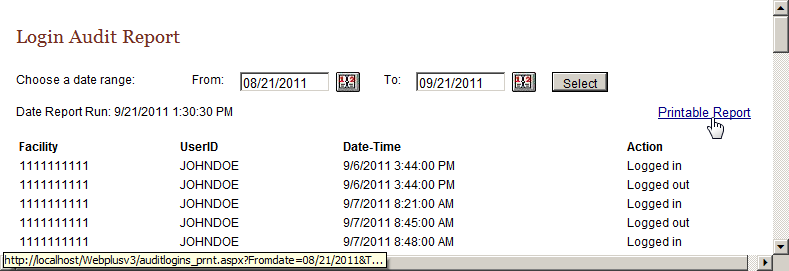 Login Audit Report
Choose a date range: From: 08/21/2011 To: 09/21/2011 Select
Date Report Run: 9/21/2011 1:30:30 PM Printable Report
Facility UserID Date-Time Action
1111111111 JOHNDOE 9/6/2011 3:44:00 PM Logged in
1111111111 JOHNDOE 9/6/2011 3:44:00 PM Logged out
1111111111 JOHNDOE 9/7/2011 8:21:00 AM Logged in
1111111111 JOHNDOE 9/7/2011 8:45:00 AM Logged out
1111111111 JOHNDOE 9/7/2011 8:48:00 AM Logged in
http://localhost/Webplusv3/auditlogins_prnt.aspx?Fromdate=08/21/2011&T...